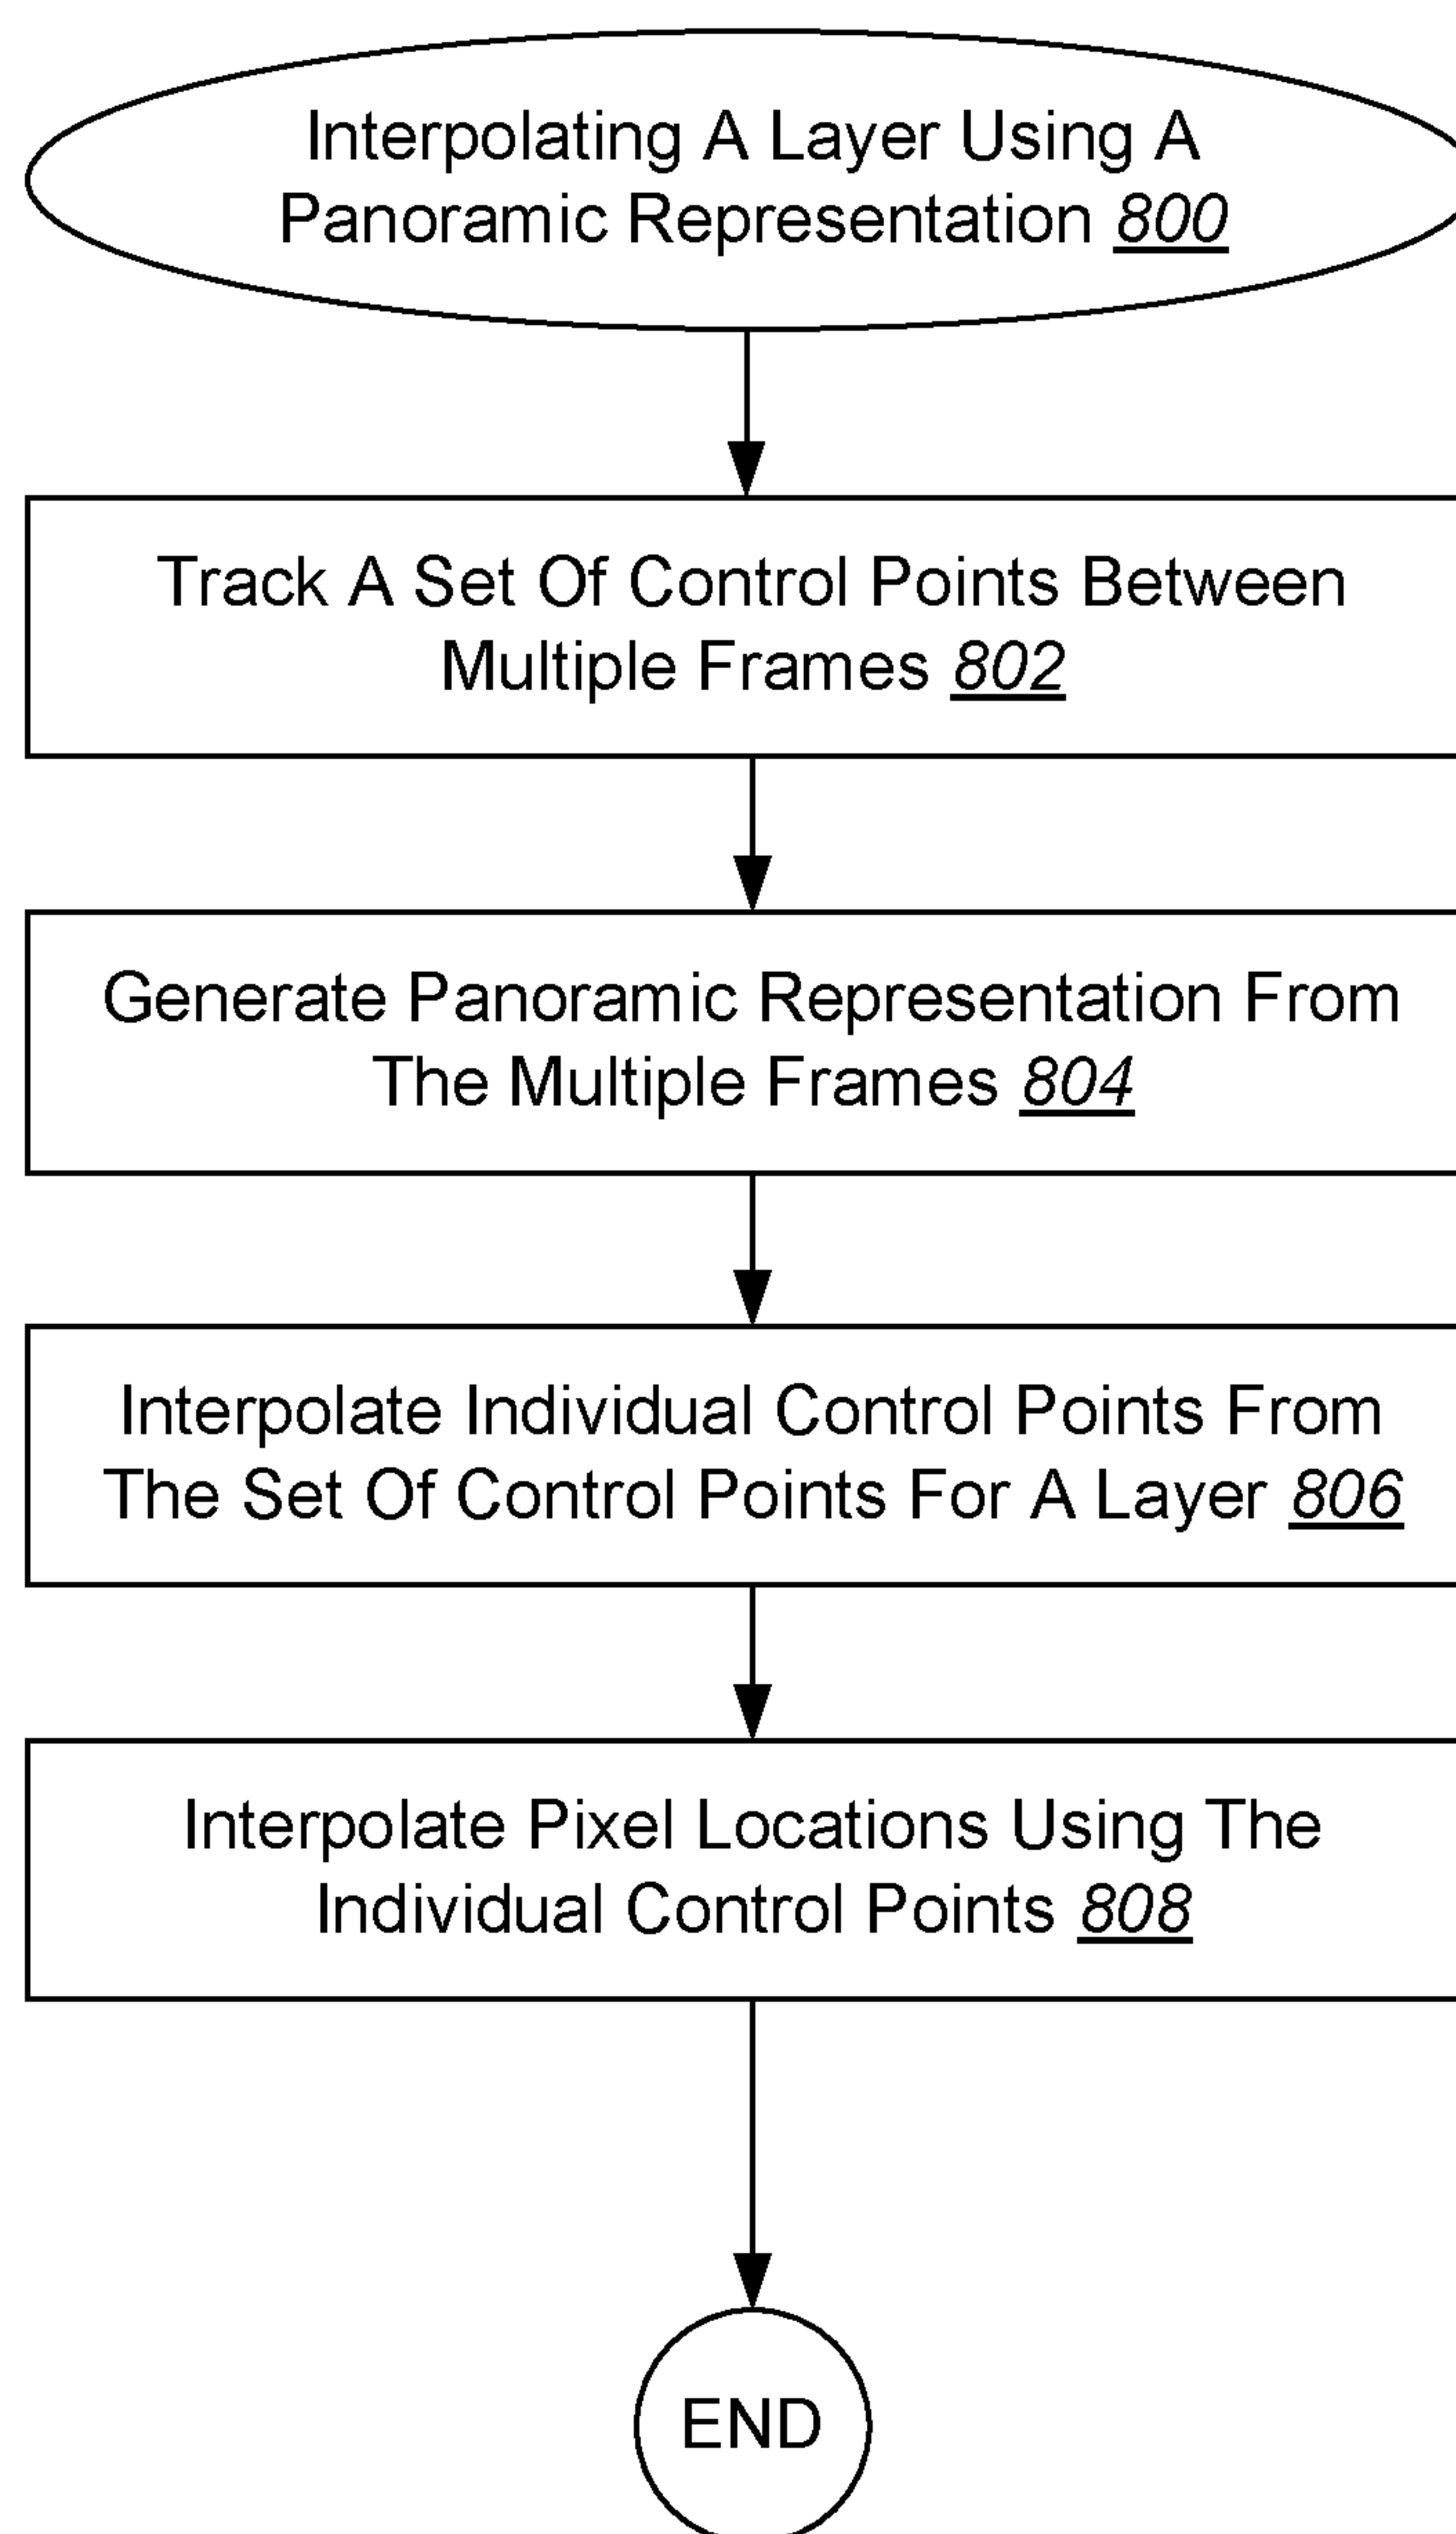 Interpolating A Layer Using A
Panoramic Representation 800
Track A Set Of Control Points Between
Multiple Frames 802
Generate Panoramic Representation From
The Multiple Frames 804
Interpolate Individual Control Points From
The Set Of Control Points For A Layer 806
Interpolate Pixel Locations Using The
Individual Control Points 808
END